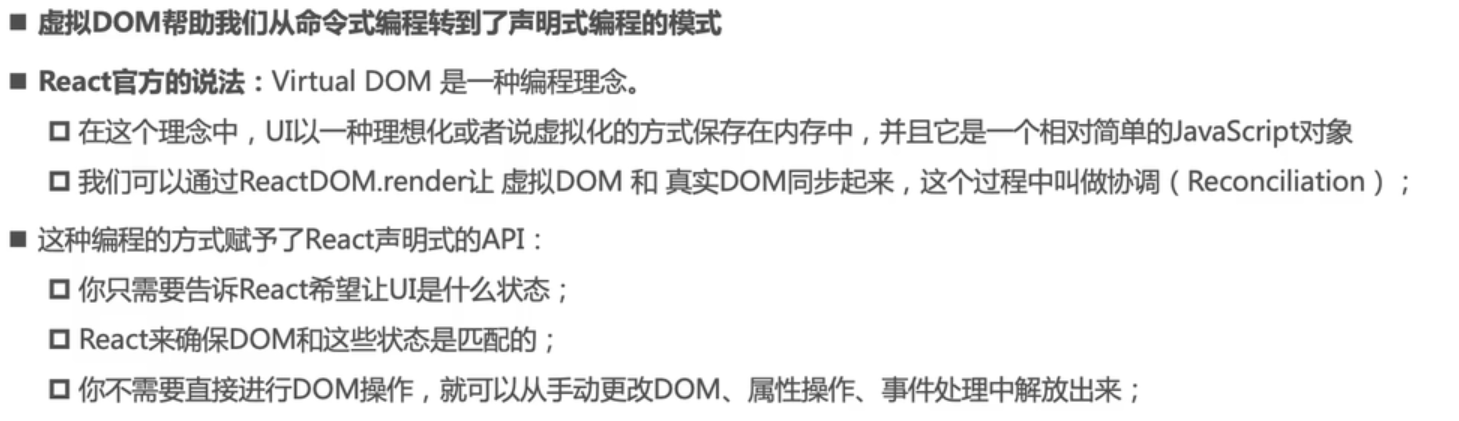 ■ 虚拟DOM帮助我们从命令式编程转到了声明式编程的模式
■ React官方的说法：Virtual DOM 是一种编程理念。
□ 在这个理念中，UI以一种理想化或者说虚拟化的方式保存在内存中，并且它是一个相对简单的JavaScript对象
□ 我们可以通过ReactDOM.render让 虚拟DOM 和 真实DOM同步起来，这个过程中叫做协调（Reconciliation）；
■ 这种编程的方式赋予了React声明式的API：
□ 你只需要告诉React希望让UI是什么状态；
□ React来确保DOM和这些状态是匹配的；
□ 你不需要直接进行DOM操作，就可以从手动更改DOM、属性操作、事件处理中解放出来；